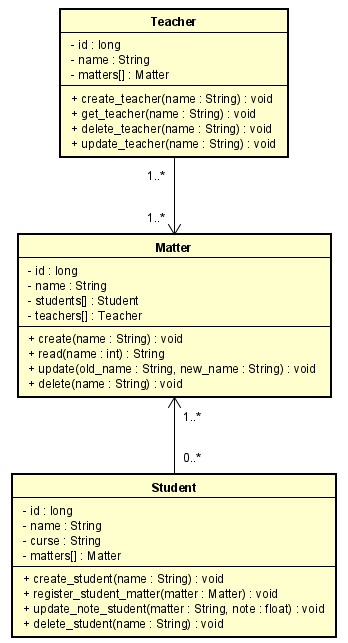 Teacher
- id : long
- name : String
- matters[] : Matter
+ create_teacher(name : String) : void
+ get_teacher(name : String) : void
+ delete_teacher(name : String) : void
+ update_teacher(name : String) : void
1..*
1..*
Matter
- id : long
- name : String
- students[] : Student
- teachers[] : Teacher
+ create(name : String) : void
+ read(name : int) : String
+ update(old_name : String, new_name : String) : void
+ delete(name : String) : void
1..*
0..*
Student
- id : long
- name : String
- curse : String
- matters[] : Matter
+ create_student(name : String) : void
+ register_student_matter(matter : Matter) : void
+ update_note_student(matter : String, note : float) : void
+ delete_student(name : String) : void